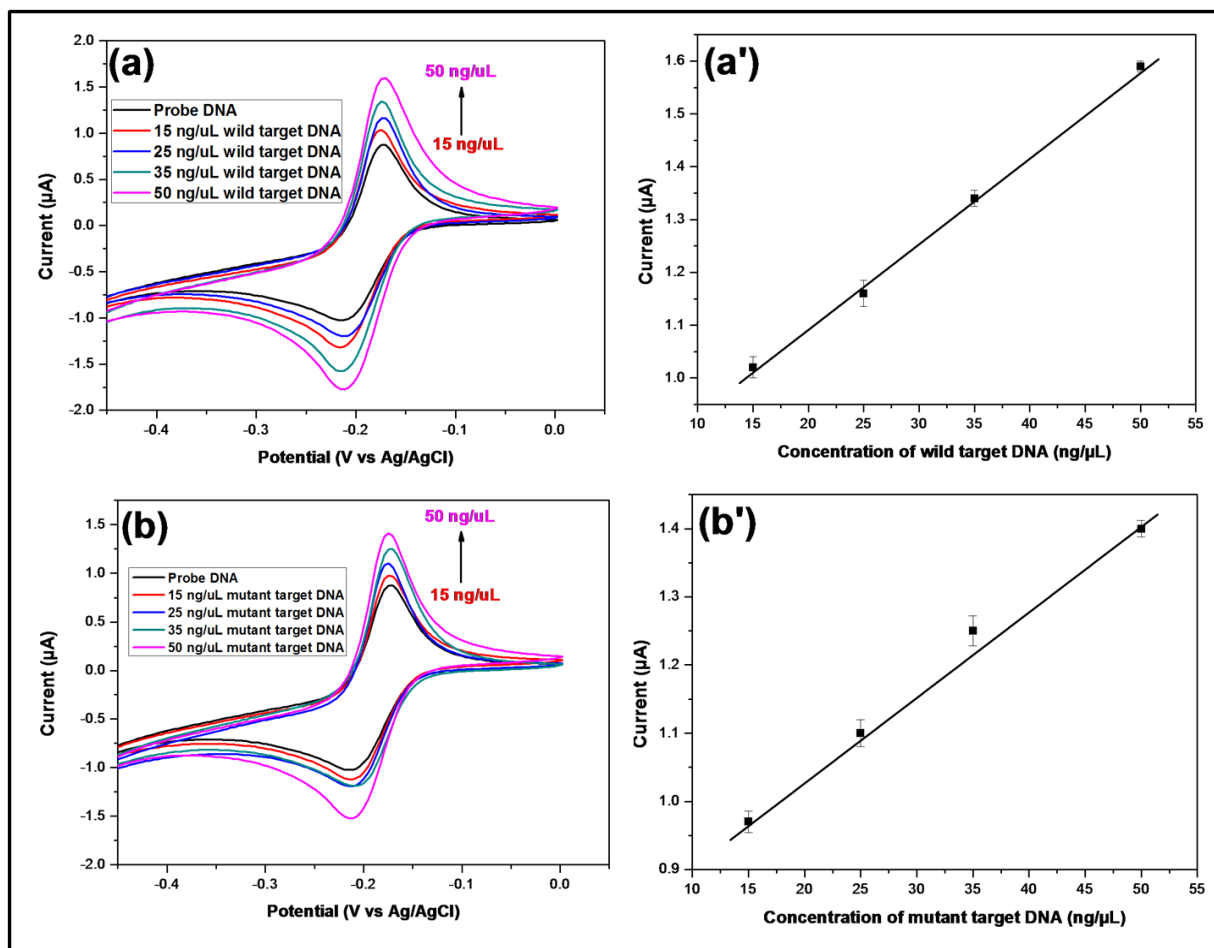 (a)
50 ng/uL
15 ng/uL
Probe DNA
15 ng/uL wild target DNA
25 ng/uL wild target DNA
35 ng/uL wild target DNA
50 ng/uL wild target DNA
Current (µA)
2.0
1.5
1.0
0.5
0.0
-0.5
-1.0
-1.5
-2.0
-0.4
-0.3
-0.2
-0.1
0.0
Potential (V vs Ag/AgCl)
(a')
Current (µA)
1.6
1.5
1.4
1.3
1.2
1.1
1.0
10
15
20
25
30
35
40
45
50
55
Concentration of wild target DNA (ng/µL)
(b)
50 ng/uL
15 ng/uL
Probe DNA
15 ng/uL mutant target DNA
25 ng/uL mutant target DNA
35 ng/uL mutant target DNA
50 ng/uL mutant target DNA
Current (µA)
1.5
1.0
0.5
0.0
-0.5
-1.0
-1.5
-2.0
-0.4
-0.3
-0.2
-0.1
0.0
Potential (V vs Ag/AgCl)
(b')
Current (µA)
1.4
1.3
1.2
1.1
1.0
0.9
10
15
20
25
30
35
40
45
50
55
Concentration of mutant target DNA (ng/µL)